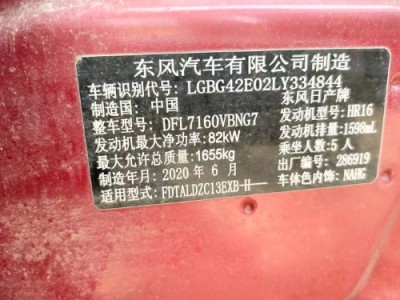 东风汽车有限公司制造
车辆识别代号: LGBG42E02LY334844
制造国: 中国 东风日产牌
整车型号: DFL7160VBNG7 发动机型号: HR16
发动机最大净功率: 82kW 发动机排量: 1598mL
最大允许总质量: 1655kg 乘坐人数: 5 人
制造年月: 2020 年 6 月 出厂编号: 286919
适用型号: FDTALDZC13EXB-H—— 车体色内饰: NAHG